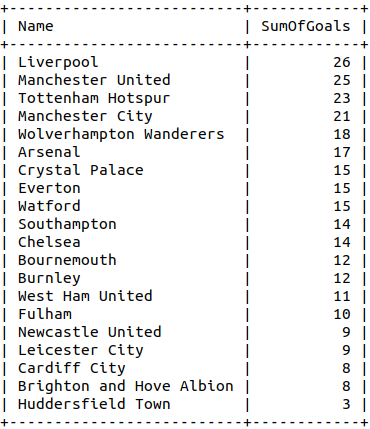 +--------------------------+------------+
| Name                     | SumOfGoals |
+--------------------------+------------+
| Liverpool                |         26 |
| Manchester United        |         25 |
| Tottenham Hotspur        |         23 |
| Manchester City          |         21 |
| Wolverhampton Wanderers  |         18 |
| Arsenal                  |         17 |
| Crystal Palace           |         15 |
| Everton                  |         15 |
| Watford                  |         15 |
| Southampton              |         14 |
| Chelsea                  |         14 |
| Bournemouth              |         12 |
| Burnley                  |         12 |
| West Ham United          |         11 |
| Fulham                   |         10 |
| Newcastle United         |          9 |
| Leicester City           |          9 |
| Cardiff City             |          8 |
| Brighton and Hove Albion |          8 |
| Huddersfield Town        |          3 |
+--------------------------+------------+